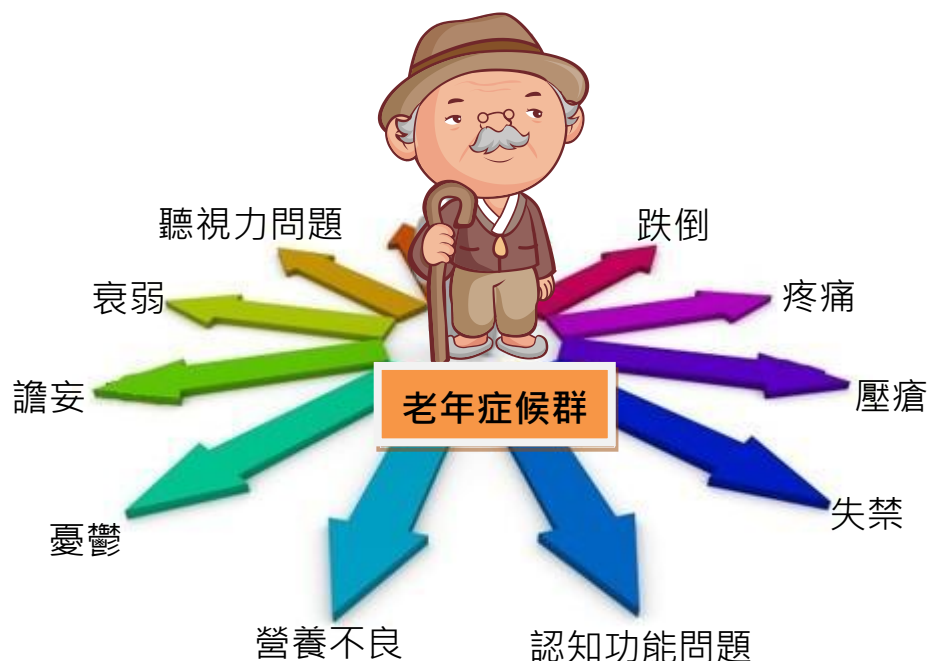 聽視力問題
跌倒
衰弱
疼痛
譫妄
壓瘡
老年症候群
憂鬱
失禁
營養不良
認知功能問題